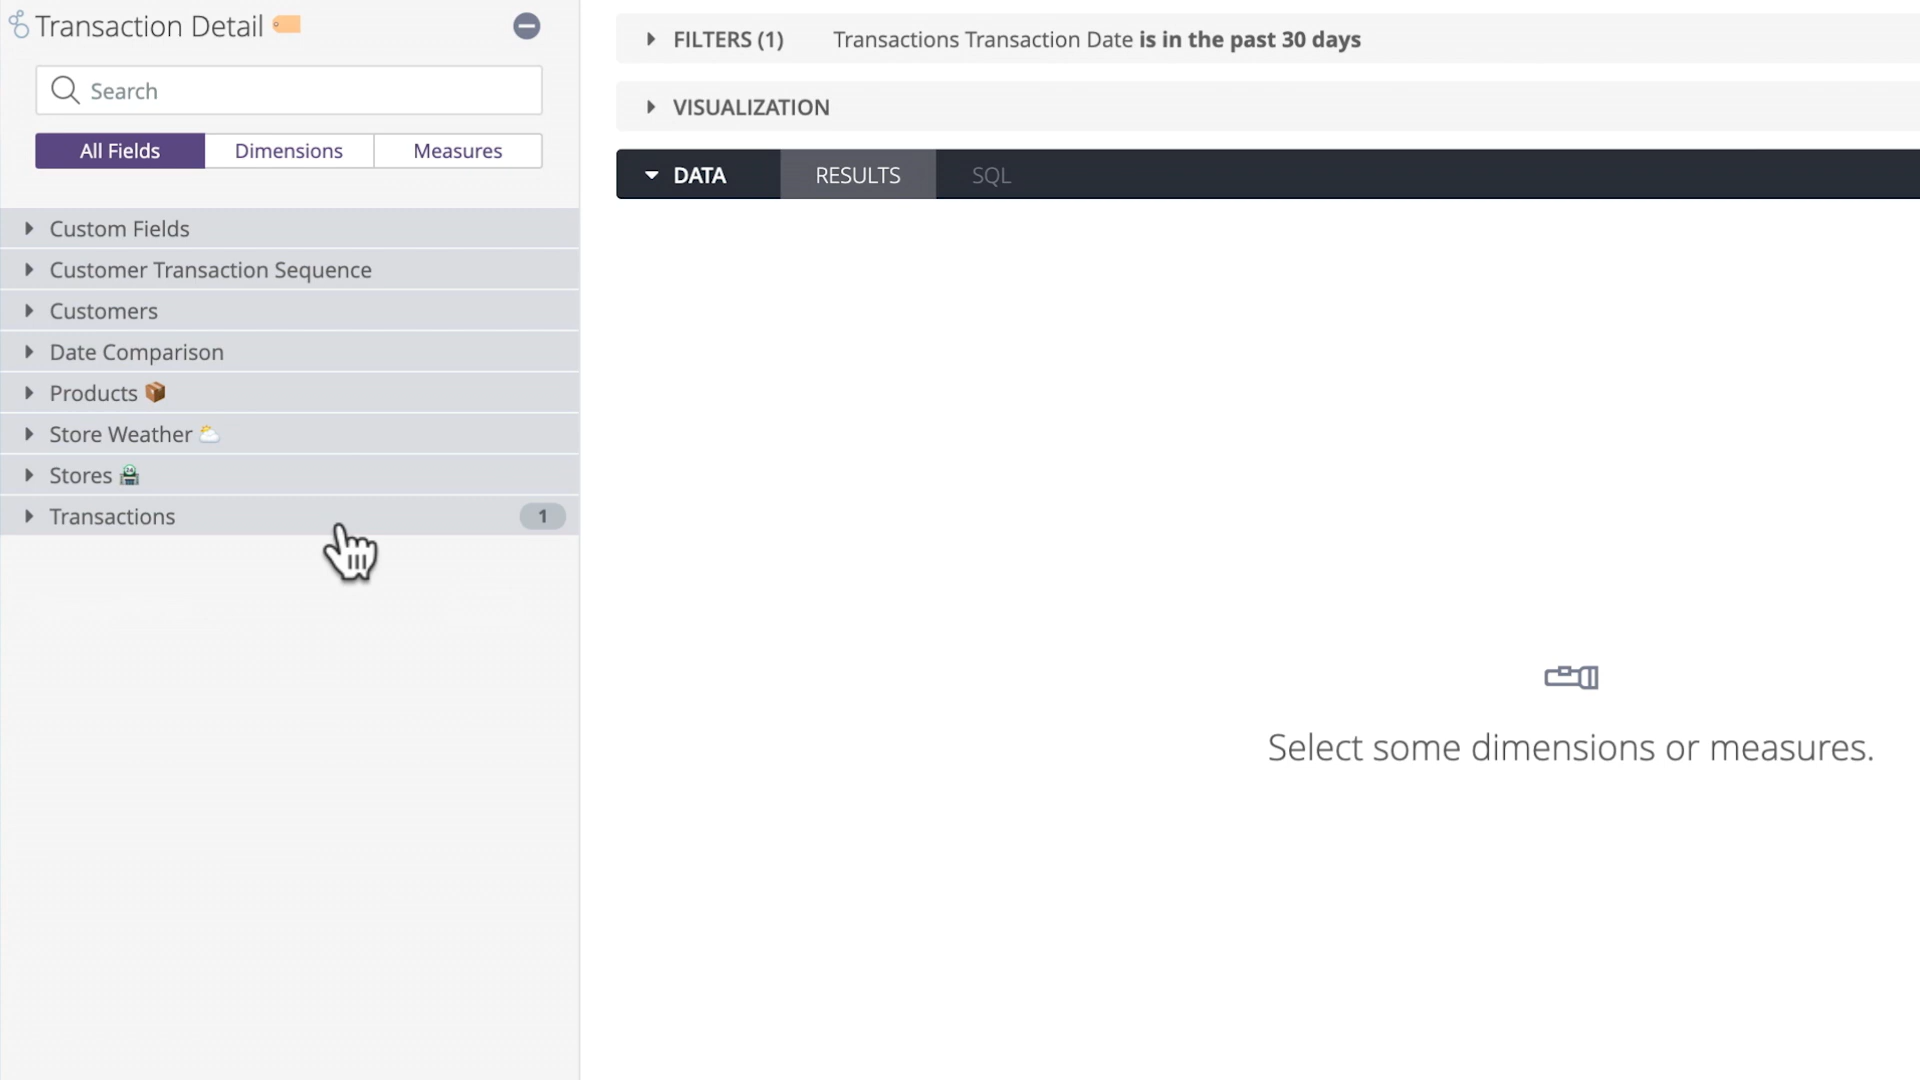 Transaction Detail
Search
All Fields Dimensions Measures
Custom Fields
Customer Transaction Sequence
Customers
Date Comparison
Products
Store Weather
Stores
Transactions 1
FILTERS (1) Transactions Transaction Date is in the past 30 days
VISUALIZATION
DATA RESULTS SQL
Select some dimensions or measures.